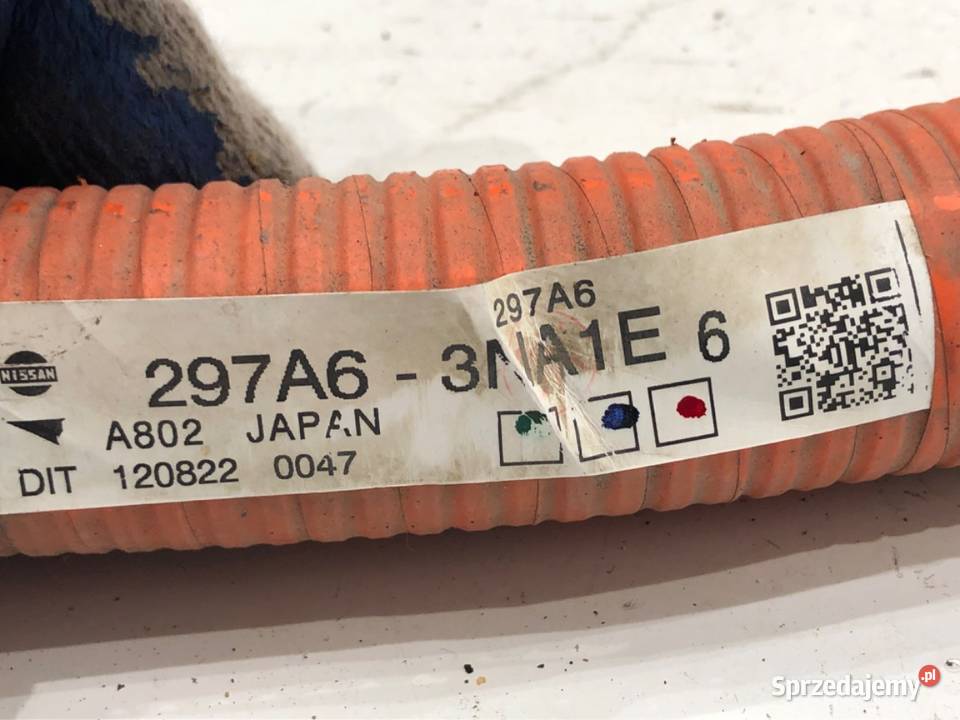 297A6
NISSAN 297A6 - 3NA1E 6
A802 JAPAN
DIT 120822 0047
Sprzedajemy.pl